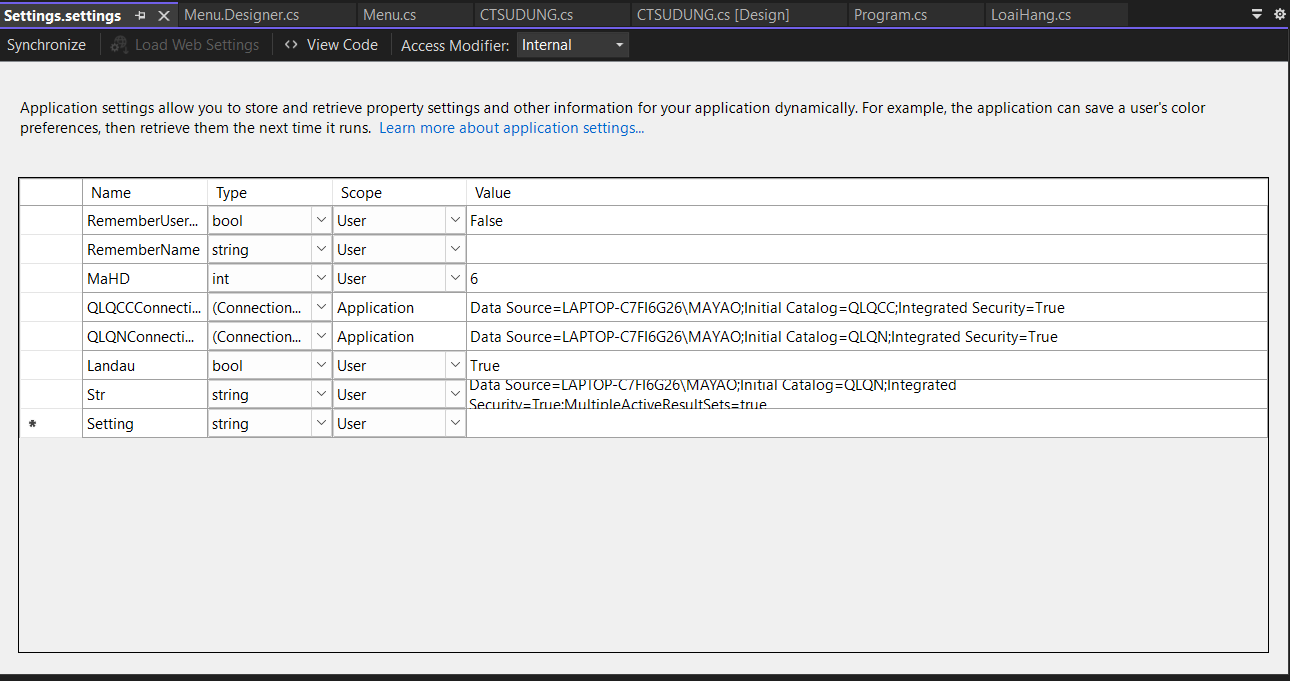 Settings.settings Menu.Designer.cs Menu.cs CTSUDUNG.cs CTSUDUNG.cs [Design] Program.cs LoaiHang.cs
Synchronize Load Web Settings <> View Code Access Modifier: Internal
Application settings allow you to store and retrieve property settings and other information for your application dynamically. For example, the application can save a user's color
preferences, then retrieve them the next time it runs. Learn more about application settings...
Name Type Scope Value
RememberUser... bool User False
RememberName string User
MaHD int User 6
QLQCCConnecti... (Connection... Application Data Source=LAPTOP-C7FI6G26\MAYAO;Initial Catalog=QLQCC;Integrated Security=True
QLQNConnecti... (Connection... Application Data Source=LAPTOP-C7FI6G26\MAYAO;Initial Catalog=QLQN;Integrated Security=True
Landau bool User True
Str string User Data Source=LAPTOP-C7FI6G26\MAYAO;Initial Catalog=QLQN;Integrated
Security=True;MultipleActiveResultSets=true
* Setting string User